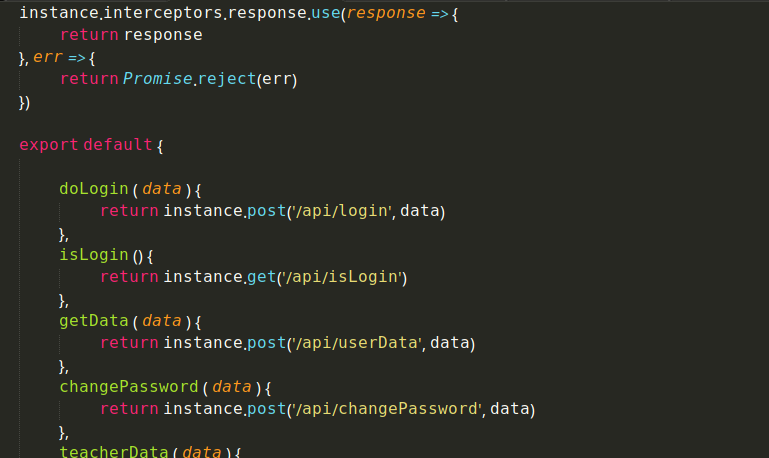 instance.interceptors.response.use(response => {
return response
}, err => {
return Promise.reject(err)
})
export default {
doLogin ( data ) {
return instance.post('/api/login', data)
},
isLogin () {
return instance.get('/api/isLogin')
},
getData ( data ) {
return instance.post('/api/userData', data)
},
changePassword ( data ) {
return instance.post('/api/changePassword', data)
},
teacherData ( data ) {